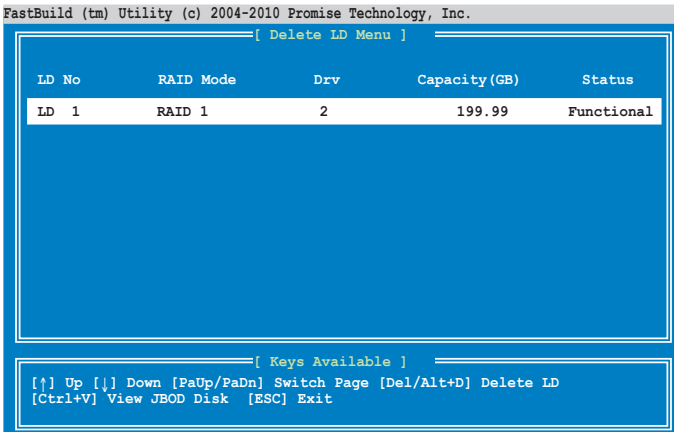 FastBuild (tm) Utility (c) 2004-2010 Promise Technology, Inc.
[ Delete LD Menu ]
LD No RAID Mode Drv Capacity(GB) Status
LD 1 RAID 1 2 199.99 Functional
[ Keys Available ]
[↑] Up [↓] Down [PaUp/PaDn] Switch Page [Del/Alt+D] Delete LD
[Ctrl+V] View JBOD Disk [ESC] Exit